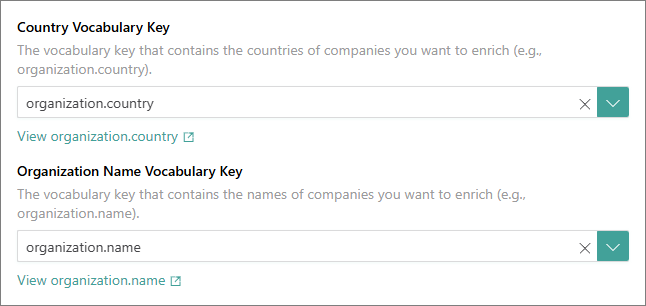 Country Vocabulary Key
The vocabulary key that contains the countries of companies you want to enrich (e.g.,
organization.country).
organization.country
View organization.country
Organization Name Vocabulary Key
The vocabulary key that contains the names of companies you want to enrich (e.g.,
organization.name).
organization.name
View organization.name